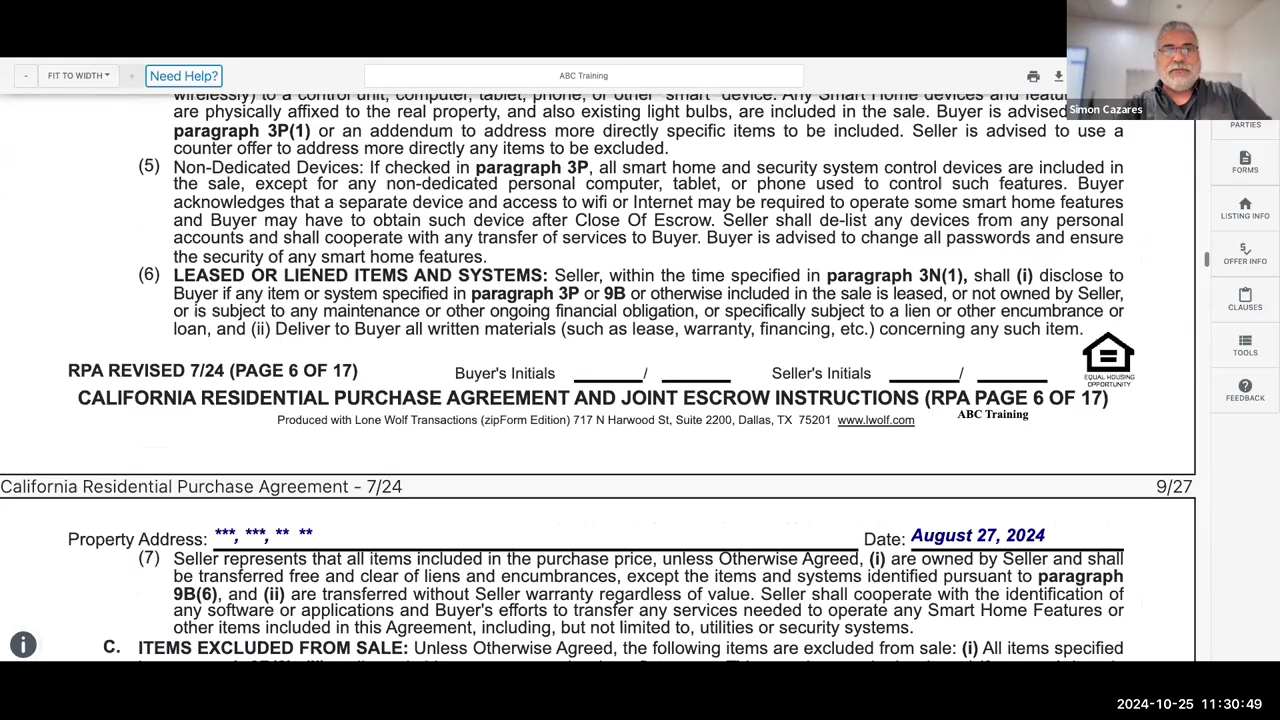 - FIT TO WIDTH Need Help? ABC Training
Simon Cazares
wirelessly) to a control unit, computer, tablet, phone, or other "smart" device. Any Smart Home devices and
are physically affixed to the real property, and also existing light bulbs, are included in the sale. Buyer is advised
paragraph 3P(1) or an addendum to address more directly specific items to be included. Seller is advised to use a
counter offer to address more directly any items to be excluded.
(5) Non-Dedicated Devices: If checked in paragraph 3P, all smart home and security system control devices are included in
the sale, except for any non-dedicated personal computer, tablet, or phone used to control such features. Buyer
acknowledges that a separate device and access to wifi or Internet may be required to operate some smart home features
and Buyer may have to obtain such device after Close Of Escrow. Seller shall de-list any devices from any personal
accounts and shall cooperate with any transfer of services to Buyer. Buyer is advised to change all passwords and ensure
the security of any smart home features.
(6) LEASED OR LIENED ITEMS AND SYSTEMS: Seller, within the time specified in paragraph 3N(1), shall (i) disclose to
Buyer if any item or system specified in paragraph 3P or 9B or otherwise included in the sale is leased, or not owned by Seller,
or is subject to any maintenance or other ongoing financial obligation, or specifically subject to a lien or other encumbrance or
loan, and (ii) Deliver to Buyer all written materials (such as lease, warranty, financing, etc.) concerning any such item.
EQUAL HOUSING
OPPORTUNITY
RPA REVISED 7/24 (PAGE 6 OF 17) Buyer's Initials / Seller's Initials /
CALIFORNIA RESIDENTIAL PURCHASE AGREEMENT AND JOINT ESCROW INSTRUCTIONS (RPA PAGE 6 OF 17)
Produced with Lone Wolf Transactions (zipForm Edition) 717 N Harwood St, Suite 2200, Dallas, TX 75201 www.lwolf.com ABC Training
California Residential Purchase Agreement - 7/24 9/27
Property Address: ***, ***, ** ** Date: August 27, 2024
(7) Seller represents that all items included in the purchase price, unless Otherwise Agreed, (i) are owned by Seller and shall
be transferred free and clear of liens and encumbrances, except the items and systems identified pursuant to paragraph
9B(6), and (ii) are transferred without Seller warranty regardless of value. Seller shall cooperate with the identification of
any software or applications and Buyer's efforts to transfer any services needed to operate any Smart Home Features or
other items included in this Agreement, including, but not limited to, utilities or security systems.
C. ITEMS EXCLUDED FROM SALE: Unless Otherwise Agreed, the following items are excluded from sale: (i) All items specified
PARTIES
FORMS
LISTING INFO
OFFER INFO
CLAUSES
TOOLS
FEEDBACK
2024-10-25 11:30:49